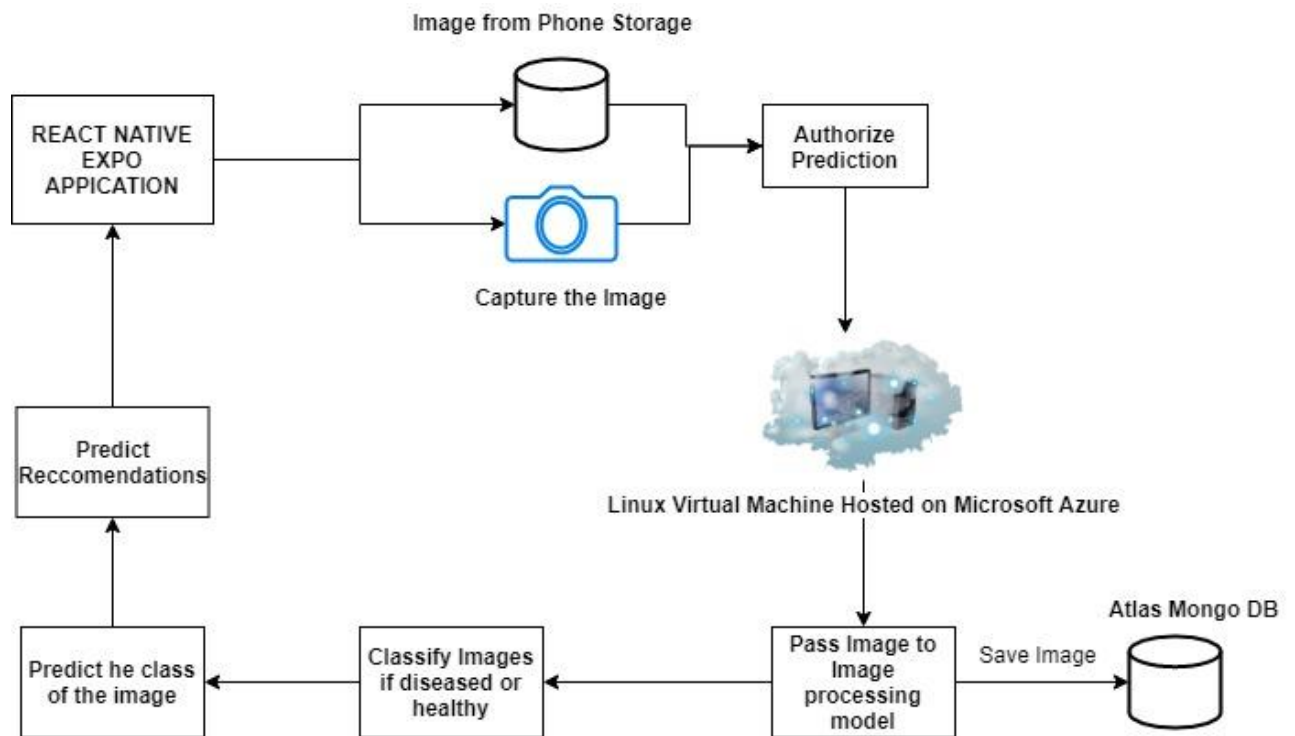 Image from Phone Storage
REACT NATIVE
EXPO
APPICATION
Authorize
Prediction
Capture the Image
Predict
Reccomendations
Linux Virtual Machine Hosted on Microsoft Azure
Atlas Mongo DB
Predict he class
of the image
Classify Images
if diseased or
healthy
Pass Image to
Image
processing
model
Save Image